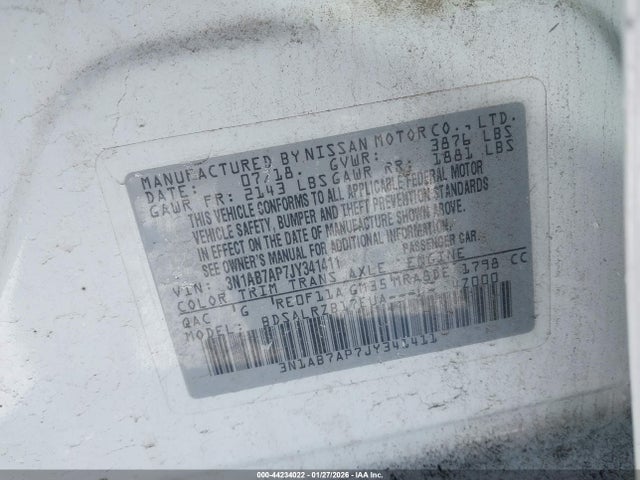 MANUFACTURED BY NISSAN MOTOR CO., LTD.
DATE: 07/18. GVWR: 3876 LBS
GAWR FR: 2143 LBS GAWR RR: 1881 LBS
THIS VEHICLE CONFORMS TO ALL APPLICABLE FEDERAL MOTOR
VEHICLE SAFETY, BUMPER AND THEFT PREVENTION STANDARDS
IN EFFECT ON THE DATE OF MANUFACTURE SHOWN ABOVE.
SEE OWNER'S MANUAL FOR ADDITIONAL INFORMATION.
VIN: 3N1AB7AP7JY341411 PASSENGER CAR
COLOR TRIM TRANS AXLE ENGINE
QAC G RE0F11A GM35 MRA8DE 1798 CC
MODEL:
3N1AB7AP7JY341411
000-44234022 | 01/27/2026 | IAA Inc.